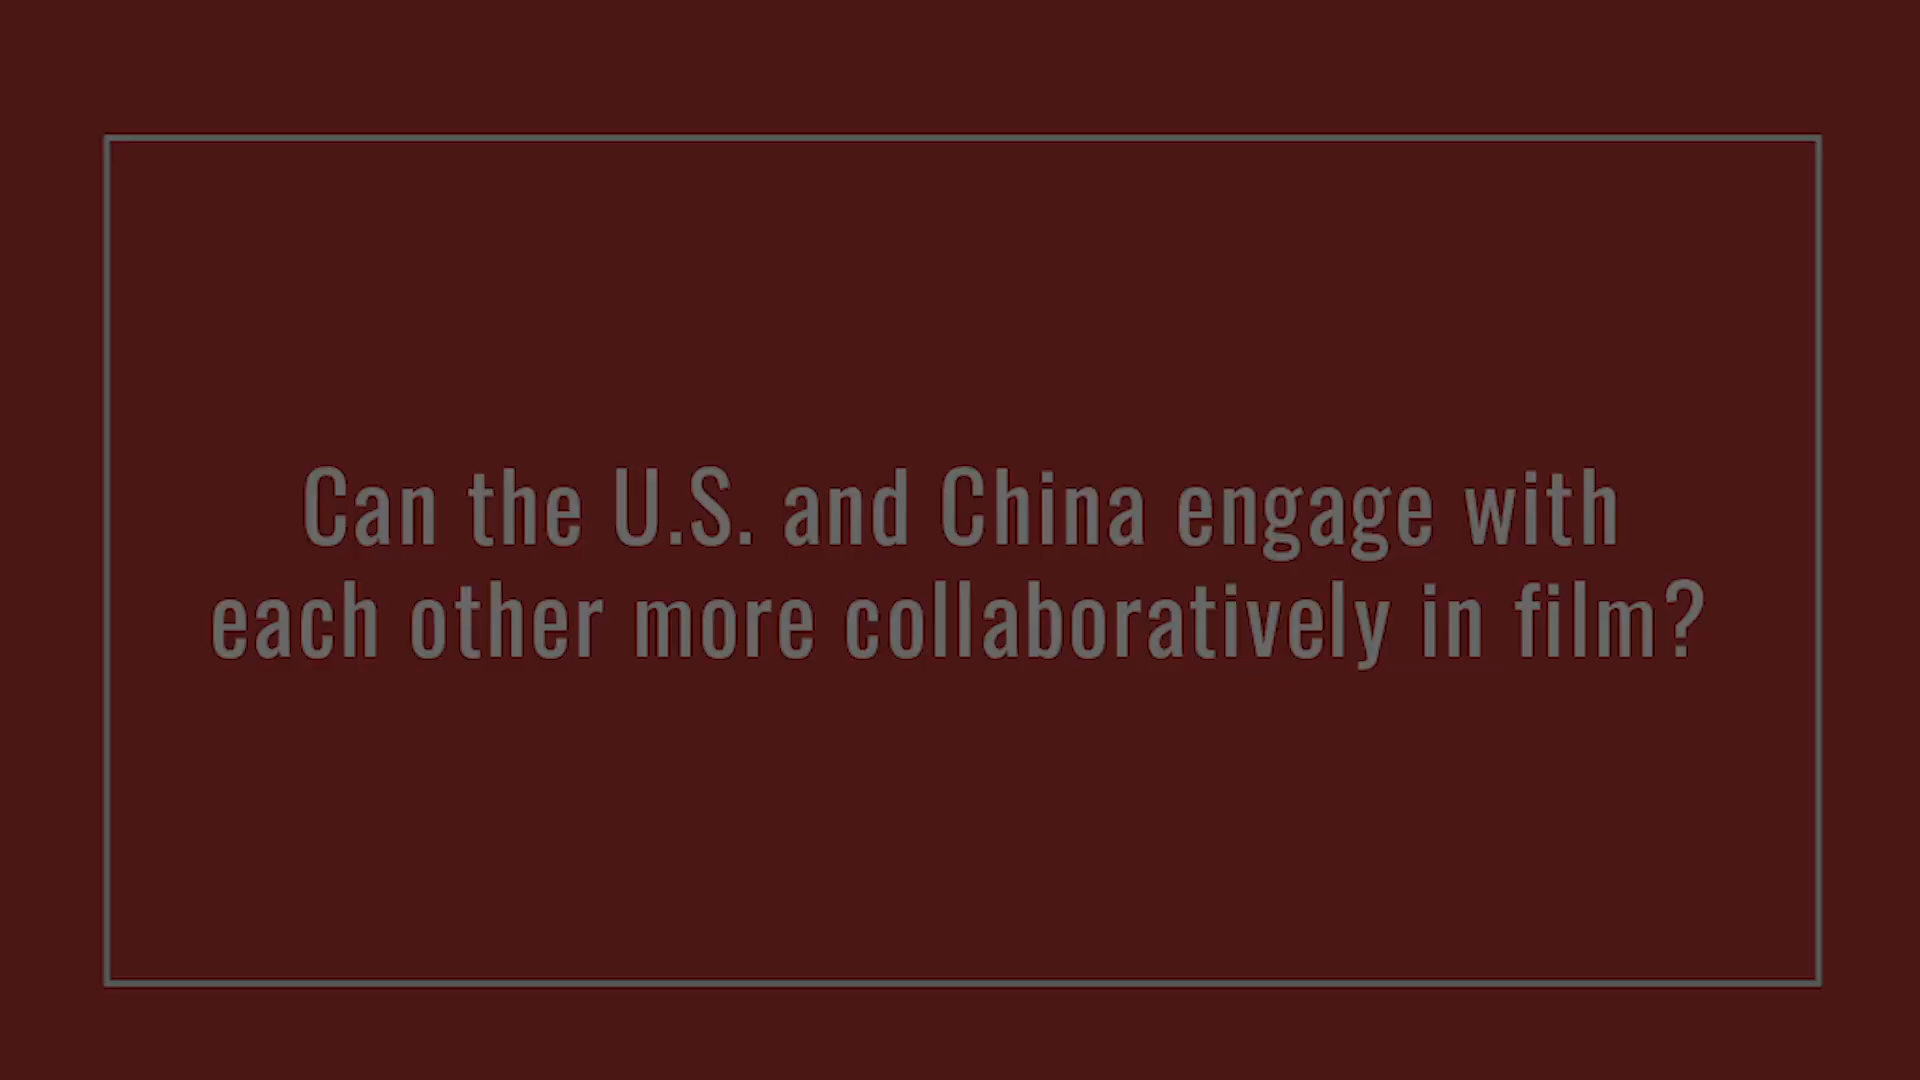 Can the U.S. and China engage with
each other more collaboratively in film?